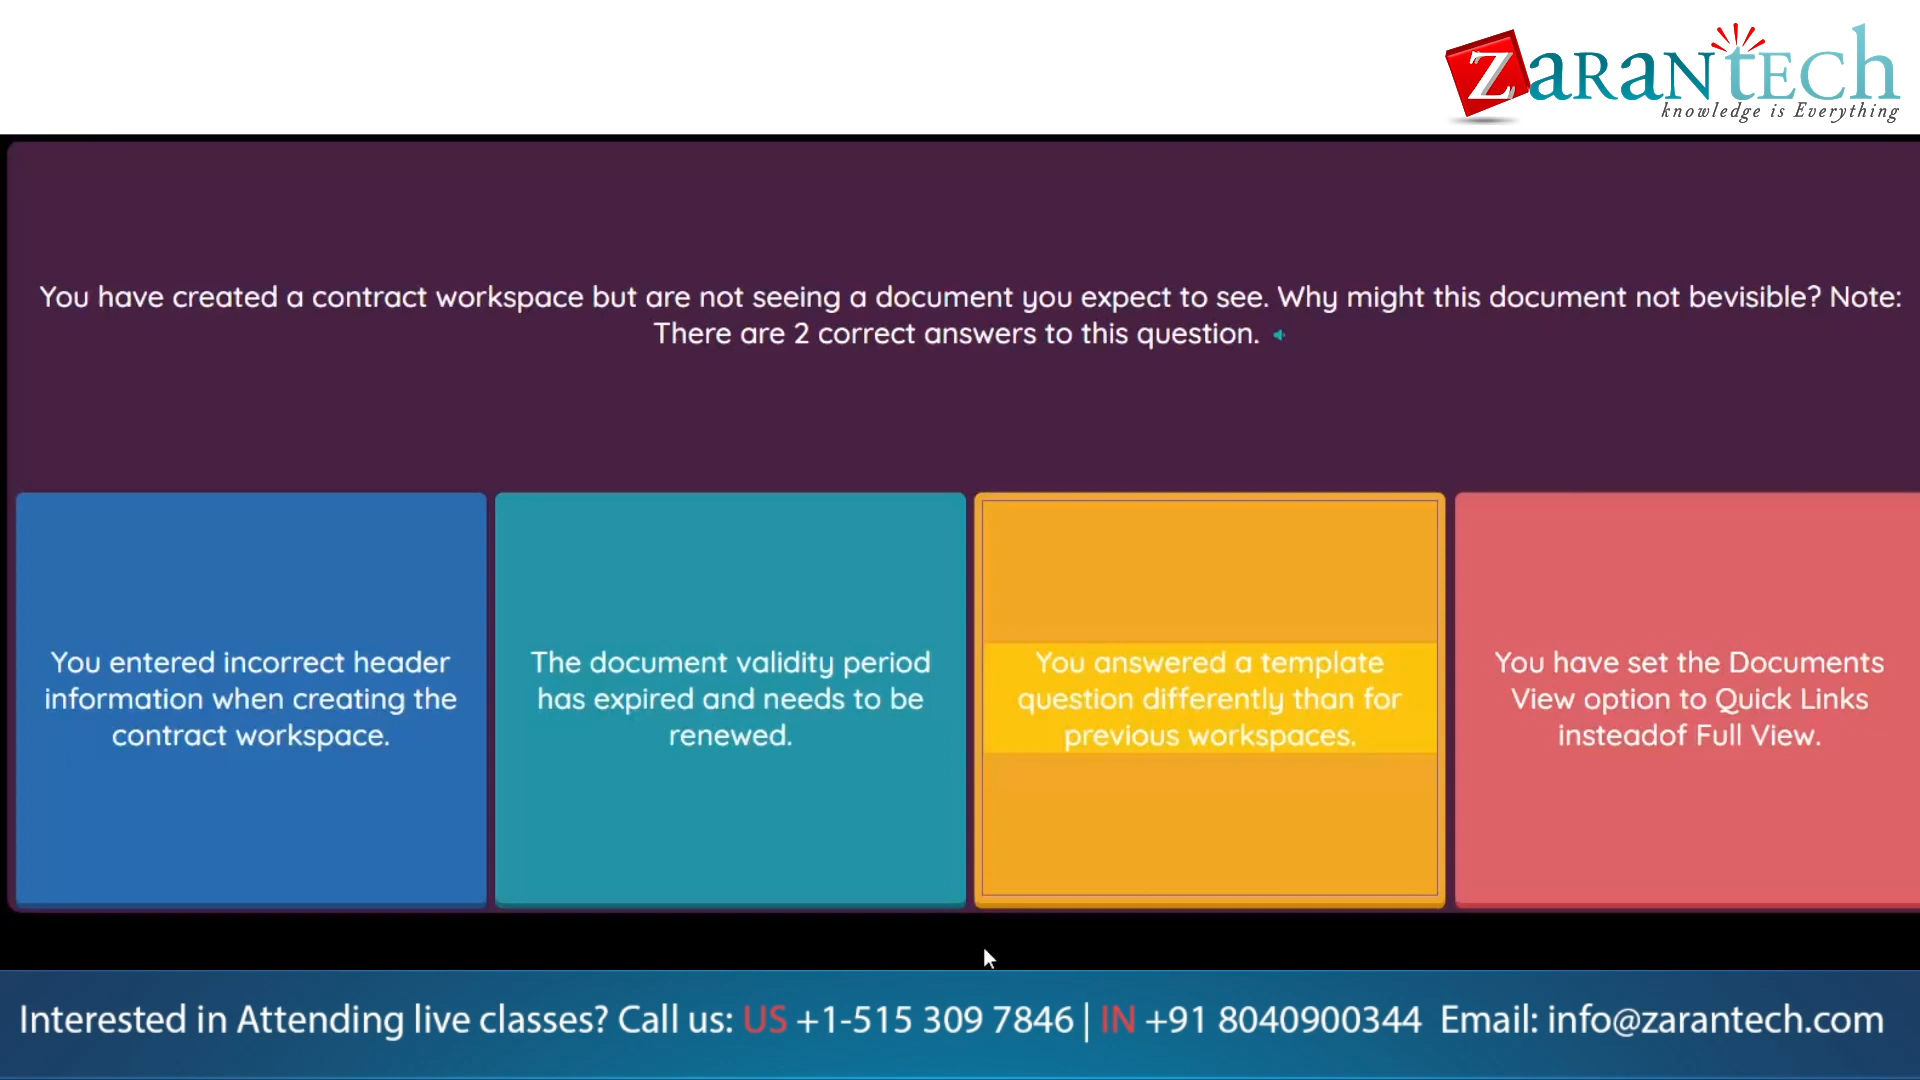 ZaranTech
knowledge is Everything
You have created a contract workspace but are not seeing a document you expect to see. Why might this document not bevisible? Note:
There are 2 correct answers to this question.
You entered incorrect header
information when creating the
contract workspace.
The document validity period
has expired and needs to be
renewed.
You answered a template
question differently than for
previous workspaces.
You have set the Documents
View option to Quick Links
insteadof Full View.
Interested in Attending live classes? Call us: US +1-515 309 7846 | IN +91 8040900344 Email: info@zarantech.com